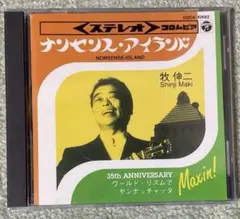 <ステレオ>コロムビア
COCA-10682
ナンセンス・アイランド
NONSENSE-ISLAND
牧 伸二
Shinji Maki
35th ANNIVERSARY
ワールド・リズムで
ヤンナッチャッタ
Maxin!